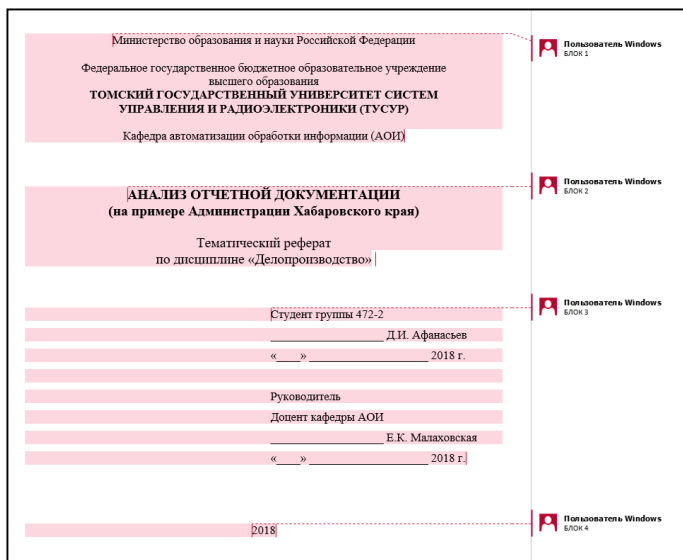 Министерство образования и науки Российской Федерации
Пользователь Windows
БЛОК 1
Федеральное государственное бюджетное образовательное учреждение
высшего образования
ТОМСКИЙ ГОСУДАРСТВЕННЫЙ УНИВЕРСИТЕТ СИСТЕМ
УПРАВЛЕНИЯ И РАДИОЭЛЕКТРОНИКИ (ТУСУР)
Кафедра автоматизации обработки информации (АОИ)
Пользователь Windows
БЛОК 2
АНАЛИЗ ОТЧЕТНОЙ ДОКУМЕНТАЦИИ
(на примере Администрации Хабаровского края)
Тематический реферат
по дисциплине «Делопроизводство»
Пользователь Windows
БЛОК 3
Студент группы 472-2
___________________ Д.И. Афанасьев
«____» ____________________ 2018 г.
Руководитель
Доцент кафедры АОИ
___________________ Е.К. Малаховская
«____» ____________________ 2018 г.
Пользователь Windows
БЛОК 4
2018